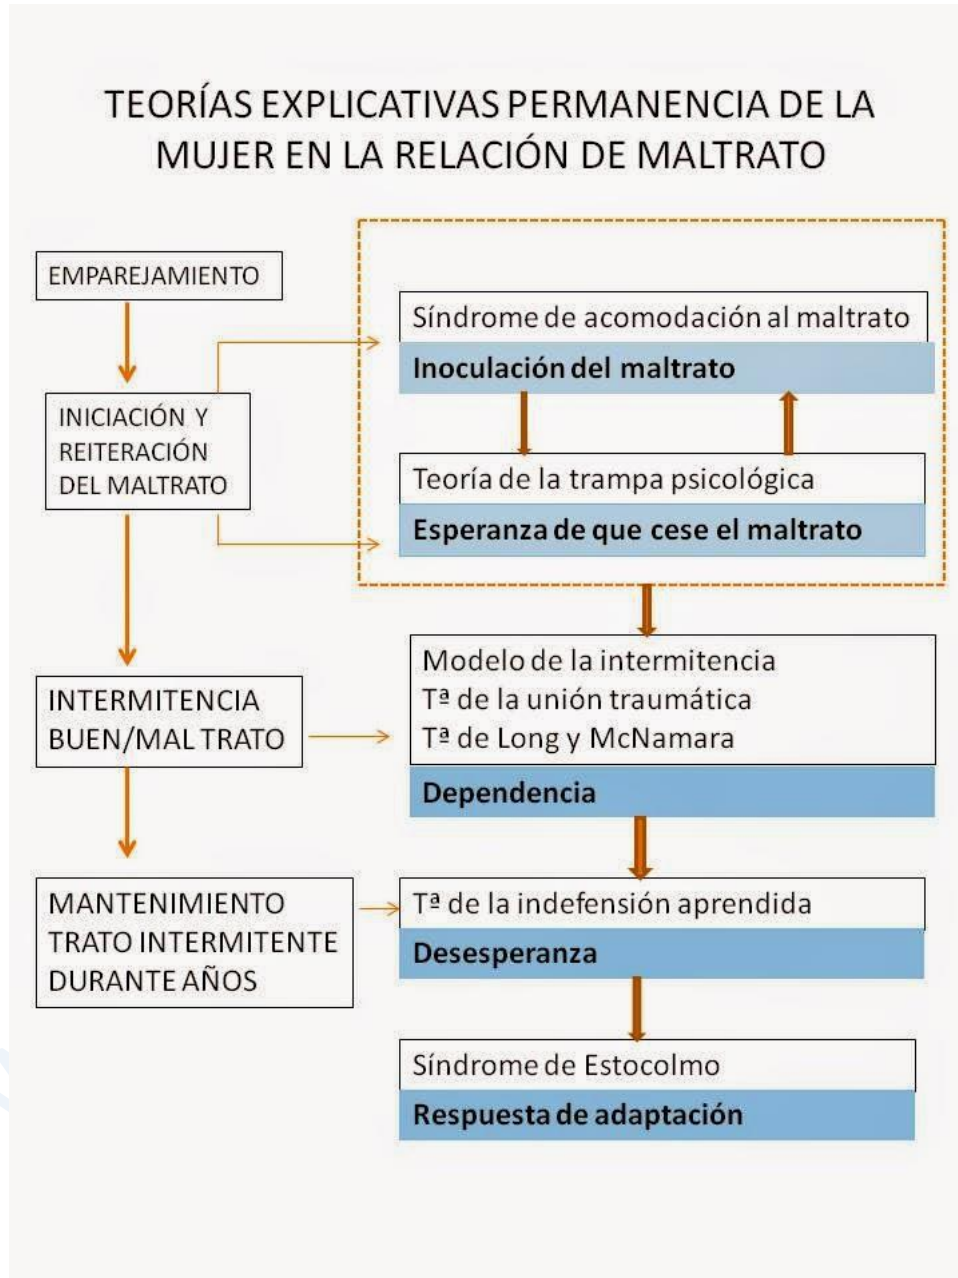 TEORÍAS EXPLICATIVAS PERMANENCIA DE LA
MUJER EN LA RELACIÓN DE MALTRATO
EMPAREJAMIENTO
Síndrome de acomodación al maltrato
Inoculación del maltrato
INICIACIÓN Y
REITERACIÓN
DEL MALTRATO
Teoría de la trampa psicológica
Esperanza de que cese el maltrato
INTERMITENCIA
BUEN/MAL TRATO
Modelo de la intermitencia
Tª de la unión traumática
Tª de Long y McNamara
Dependencia
MANTENIMIENTO
TRATO INTERMITENTE
DURANTE AÑOS
Tª de la indefensión aprendida
Desesperanza
Síndrome de Estocolmo
Respuesta de adaptación